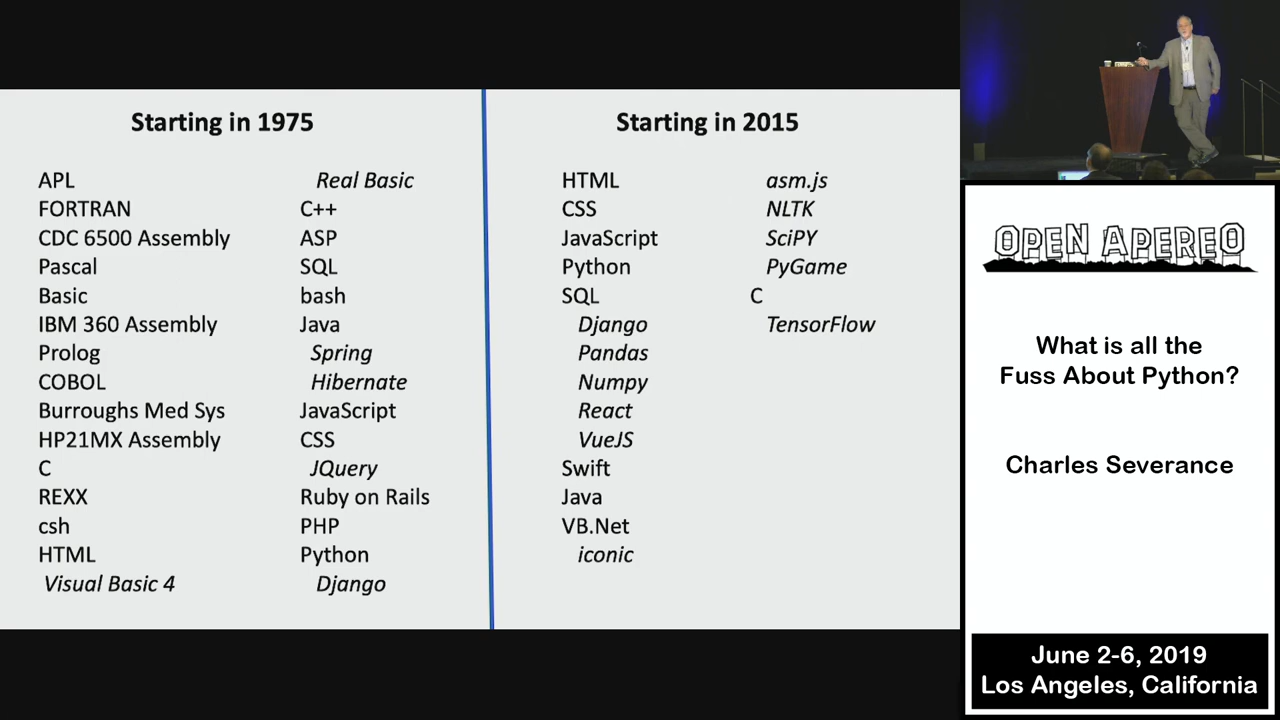 Starting in 1975
APL
FORTRAN
CDC 6500 Assembly
Pascal
Basic
IBM 360 Assembly
Prolog
COBOL
Burroughs Med Sys
HP21MX Assembly
C
REXX
csh
HTML
Visual Basic 4
Real Basic
C++
ASP
SQL
bash
Java
Spring
Hibernate
JavaScript
CSS
JQuery
Ruby on Rails
PHP
Python
Django
Starting in 2015
HTML
CSS
JavaScript
Python
SQL
Django
Pandas
Numpy
React
VueJS
Swift
Java
VB.Net
iconic
asm.js
NLTK
SciPY
PyGame
C
TensorFlow
OPEN APEREO
What is all the
Fuss About Python?
Charles Severance
June 2-6, 2019
Los Angeles, California